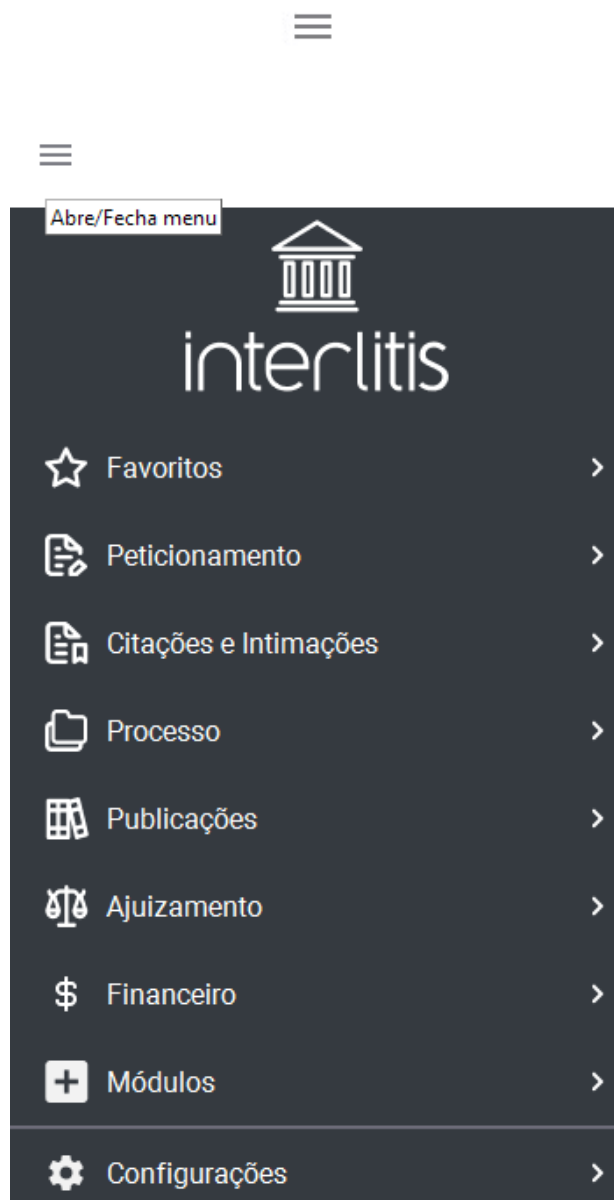 Abre/Fecha menu
interlitis
Favoritos
Peticionamento
Citações e Intimações
Processo
Publicações
Ajuizamento
$ Financeiro
Módulos
Configurações